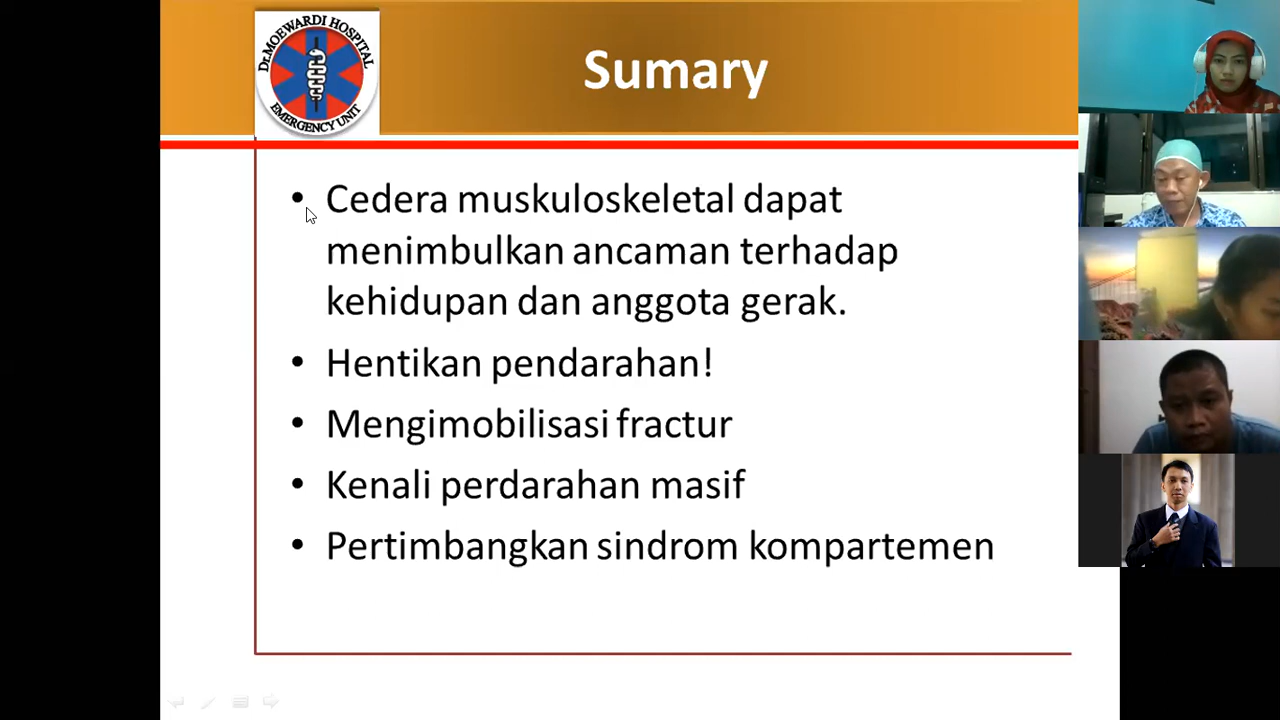 Dr.MOEWARDI HOSPITAL
EMERGENCY UNIT
Sumary
• Cedera muskuloskeletal dapat
menimbulkan ancaman terhadap
kehidupan dan anggota gerak.
• Hentikan pendarahan!
• Mengimobilisasi fractur
• Kenali perdarahan masif
• Pertimbangkan sindrom kompartemen